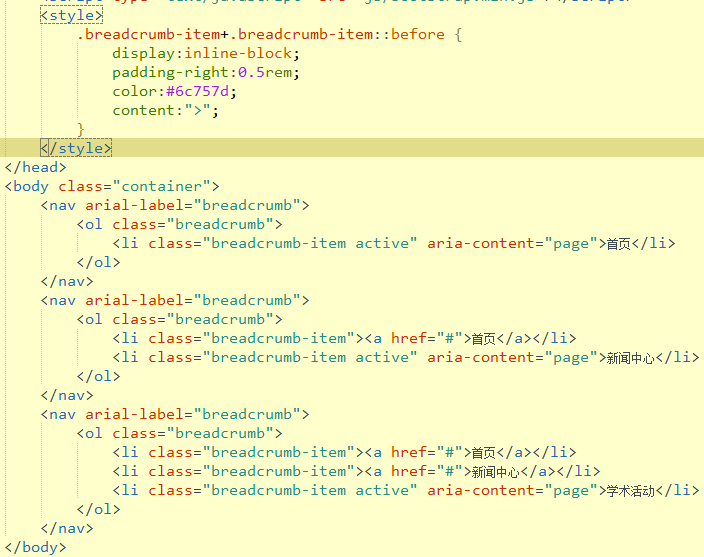 <style>
.breadcrumb-item+.breadcrumb-item::before {
display:inline-block;
padding-right:0.5rem;
color:#6c757d;
content:">";
}
</style>
</head>
<body class="container">
<nav arial-label="breadcrumb">
<ol class="breadcrumb">
<li class="breadcrumb-item active" aria-content="page">首页</li>
</ol>
</nav>
<nav arial-label="breadcrumb">
<ol class="breadcrumb">
<li class="breadcrumb-item"><a href="#">首页</a></li>
<li class="breadcrumb-item active" aria-content="page">新闻中心</li>
</ol>
</nav>
<nav arial-label="breadcrumb">
<ol class="breadcrumb">
<li class="breadcrumb-item"><a href="#">首页</a></li>
<li class="breadcrumb-item"><a href="#">新闻中心</a></li>
<li class="breadcrumb-item active" aria-content="page">学术活动</li>
</ol>
</nav>
</body>